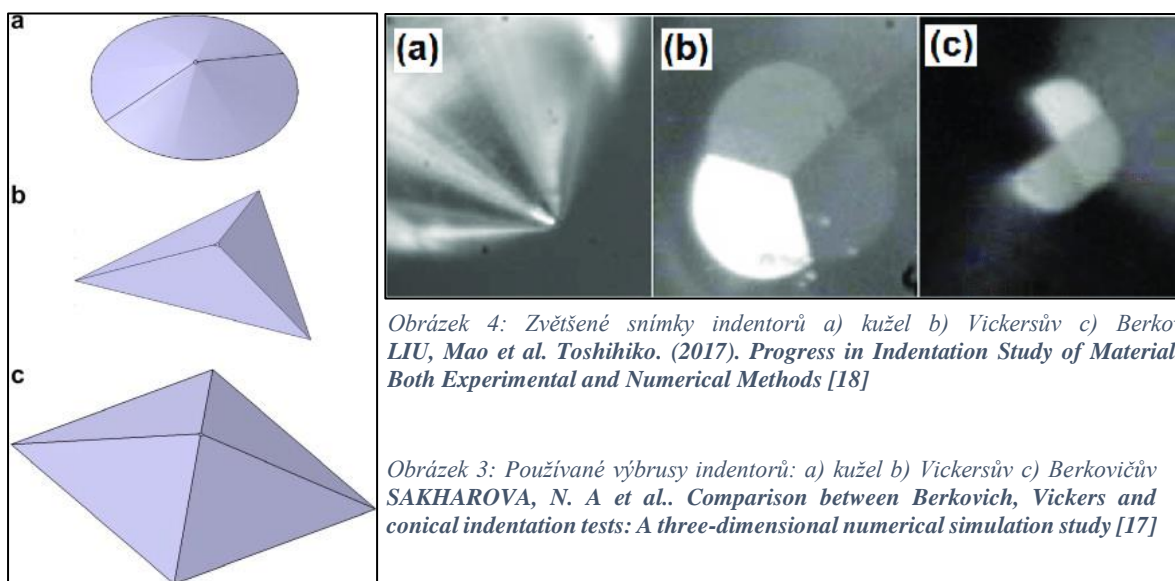 a
b
c
(a)
(b)
(c)
Obrázek 4: Zvětšené snímky indentorů a) kužel b) Vickersův c)
LIU, Mao et al. Toshihiko. (2017). Progress in Indentation Study of Material
Both Experimental and Numerical Methods [18]
Obrázek 3: Používané výbrusy indentorů: a) kužel b) Vickersův c) Berkovičův
SAKHAROVA, N. A et al.. Comparison between Berkovich, Vickers and
conical indentation tests: A three-dimensional numerical simulation study [17]